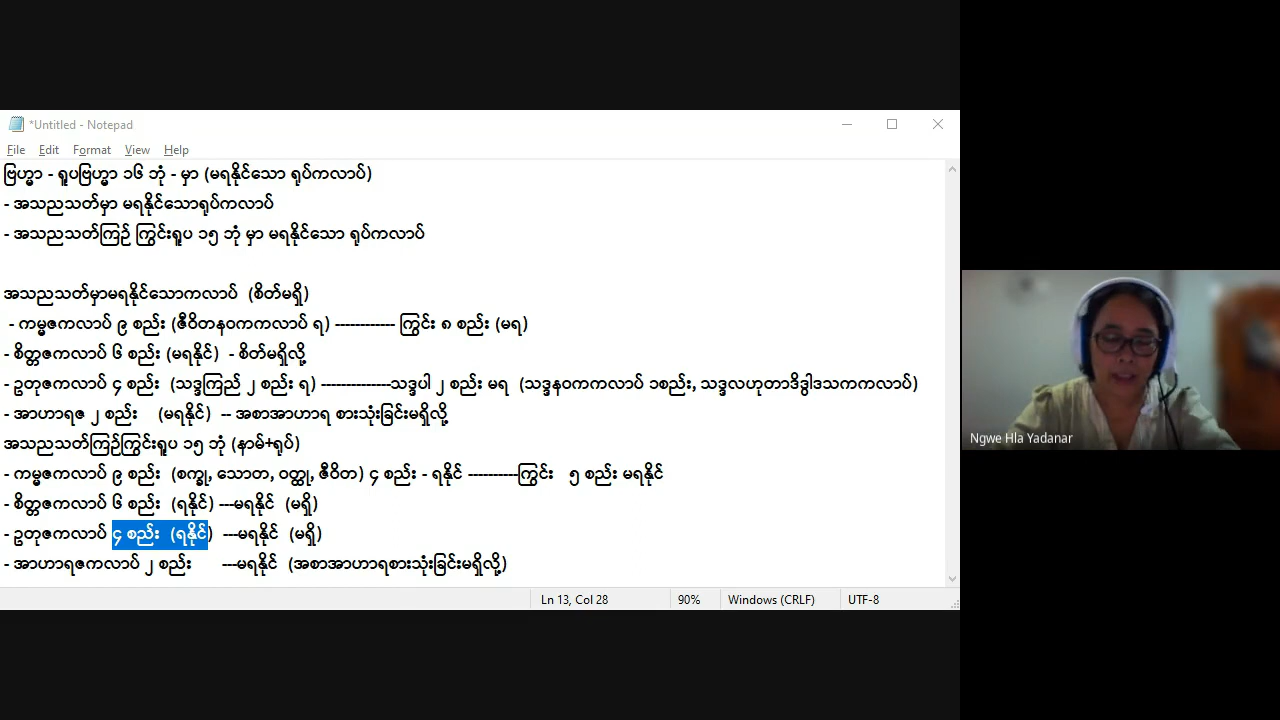 *Untitled - Notepad
File Edit Format View Help
ဗြဟ္မာ - ရူပဗြဟ္မာ ၁၆ ဘုံ - မှာ (မရနိုင်သော ရုပ်ကလာပ်)
- အသညသတ်မှာ မရနိုင်သောရုပ်ကလာပ်
- အသညသတ်ကြဉ် ကြွင်းရူပ ၁၅ ဘုံ မှာ မရနိုင်သော ရုပ်ကလာပ်
အသညသတ်မှာမရနိုင်သောကလာပ် (စိတ်မရှိ)
- ကမ္မဇကလာပ် ၉ စည်း (ဇီဝိတနဝကကလာပ် ရ) ------------ ကြွင်း ၈ စည်း (မရ)
- စိတ္တဇကလာပ် ၆ စည်း (မရနိုင်) - စိတ်မရှိလို့
- ဥတုဇကလာပ် ၄ စည်း (သဒ္ဒကြည် ၂ စည်း ရ) --------------သဒ္ဒပါ ၂ စည်း မရ (သဒ္ဒနဝကကလာပ် ၁စည်း, သဒ္ဒလဟုတာဒိဒွါဒသကကလာပ်)
- အာဟာရဇ ၂ စည်း (မရနိုင်) -- အစာအာဟာရ စားသုံးခြင်းမရှိလို့
အသညသတ်ကြဉ်ကြွင်းရူပ ၁၅ ဘုံ (နာမ်+ရုပ်)
- ကမ္မဇကလာပ် ၉ စည်း (စက္ခု, သောတ, ဝတ္ထု, ဇီဝိတ) ၄ စည်း - ရနိုင် ----------ကြွင်း ၅ စည်း မရနိုင်
- စိတ္တဇကလာပ် ၆ စည်း (ရနိုင်) ---မရနိုင် (မရှိ)
- ဥတုဇကလာပ် ၄ စည်း (ရနိုင်) ---မရနိုင် (မရှိ)
- အာဟာရဇကလာပ် ၂ စည်း ---မရနိုင် (အစာအာဟာရစားသုံးခြင်းမရှိလို့)
Ln 13, Col 28 90% Windows (CRLF) UTF-8
Ngwe Hla Yadanar